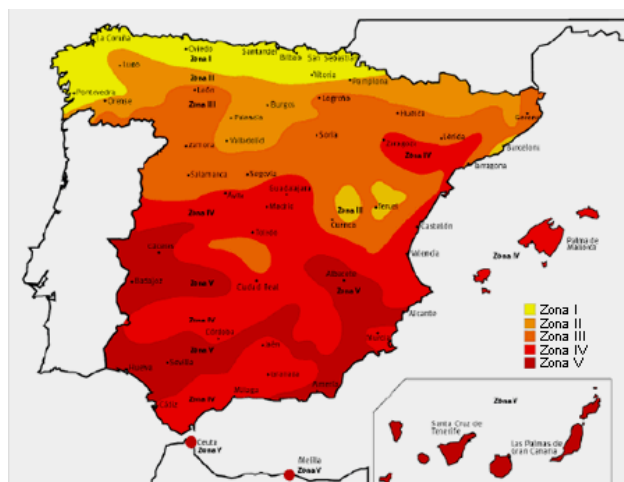 La Coruña
Oviedo
Santander
Bilbao
San Sebastián
Zona I
Lugo
Vitoria
Pamplona
Zona II
León
Pontevedra
Orense
Zona III
Burgos
Logroño
Huesca
Gerona
Palencia
Valladolid
Soria
Zaragoza
Lérida
Zona IV
Barcelona
Zamora
Tarragona
Salamanca
Segovia
Ávila
Guadalajara
Zona IV
Madrid
Zona III
Teruel
Cuenca
Castellón
Toledo
Palma de
Mallorca
Cáceres
Valencia
Zona IV
Badajoz
Zona V
Ciudad Real
Albacete
Zona V
Zona IV
Alicante
Córdoba
Zona V
Jaén
Murcia
Huelva
Sevilla
Granada
Málaga
Almería
Cádiz
Zona IV
Zona I
Zona II
Zona III
Zona IV
Zona V
Ceuta
Zona V
Melilla
Zona V
Zona V
Santa Cruz de
Tenerife
Las Palmas de
Gran Canaria